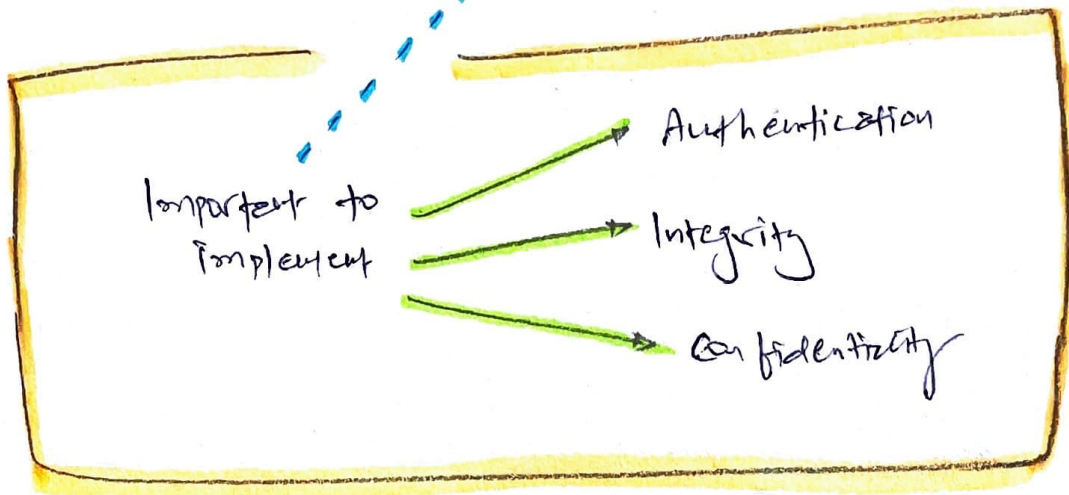 Important to
implement
Authentication
Integrity
Confidentiality